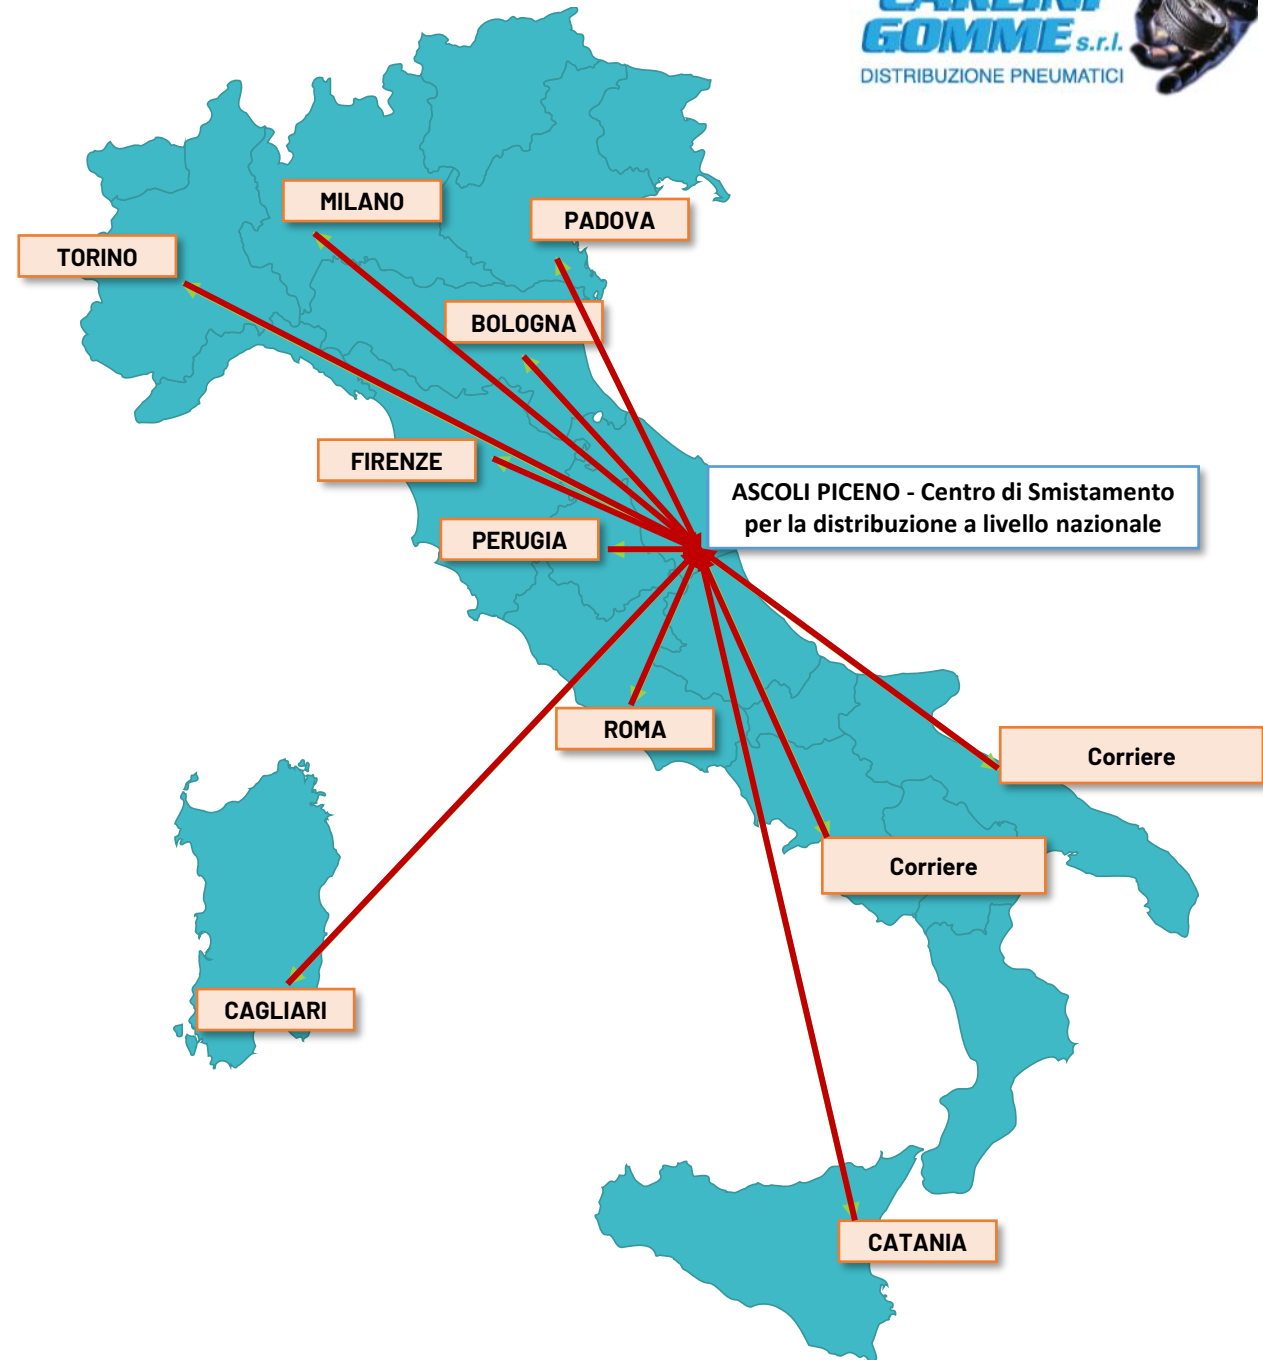 GOMME s.r.l.
DISTRIBUZIONE PNEUMATICI
MILANO
PADOVA
TORINO
BOLOGNA
FIRENZE
ASCOLI PICENO - Centro di Smistamento
per la distribuzione a livello nazionale
PERUGIA
ROMA
Corriere
Corriere
CAGLIARI
CATANIA